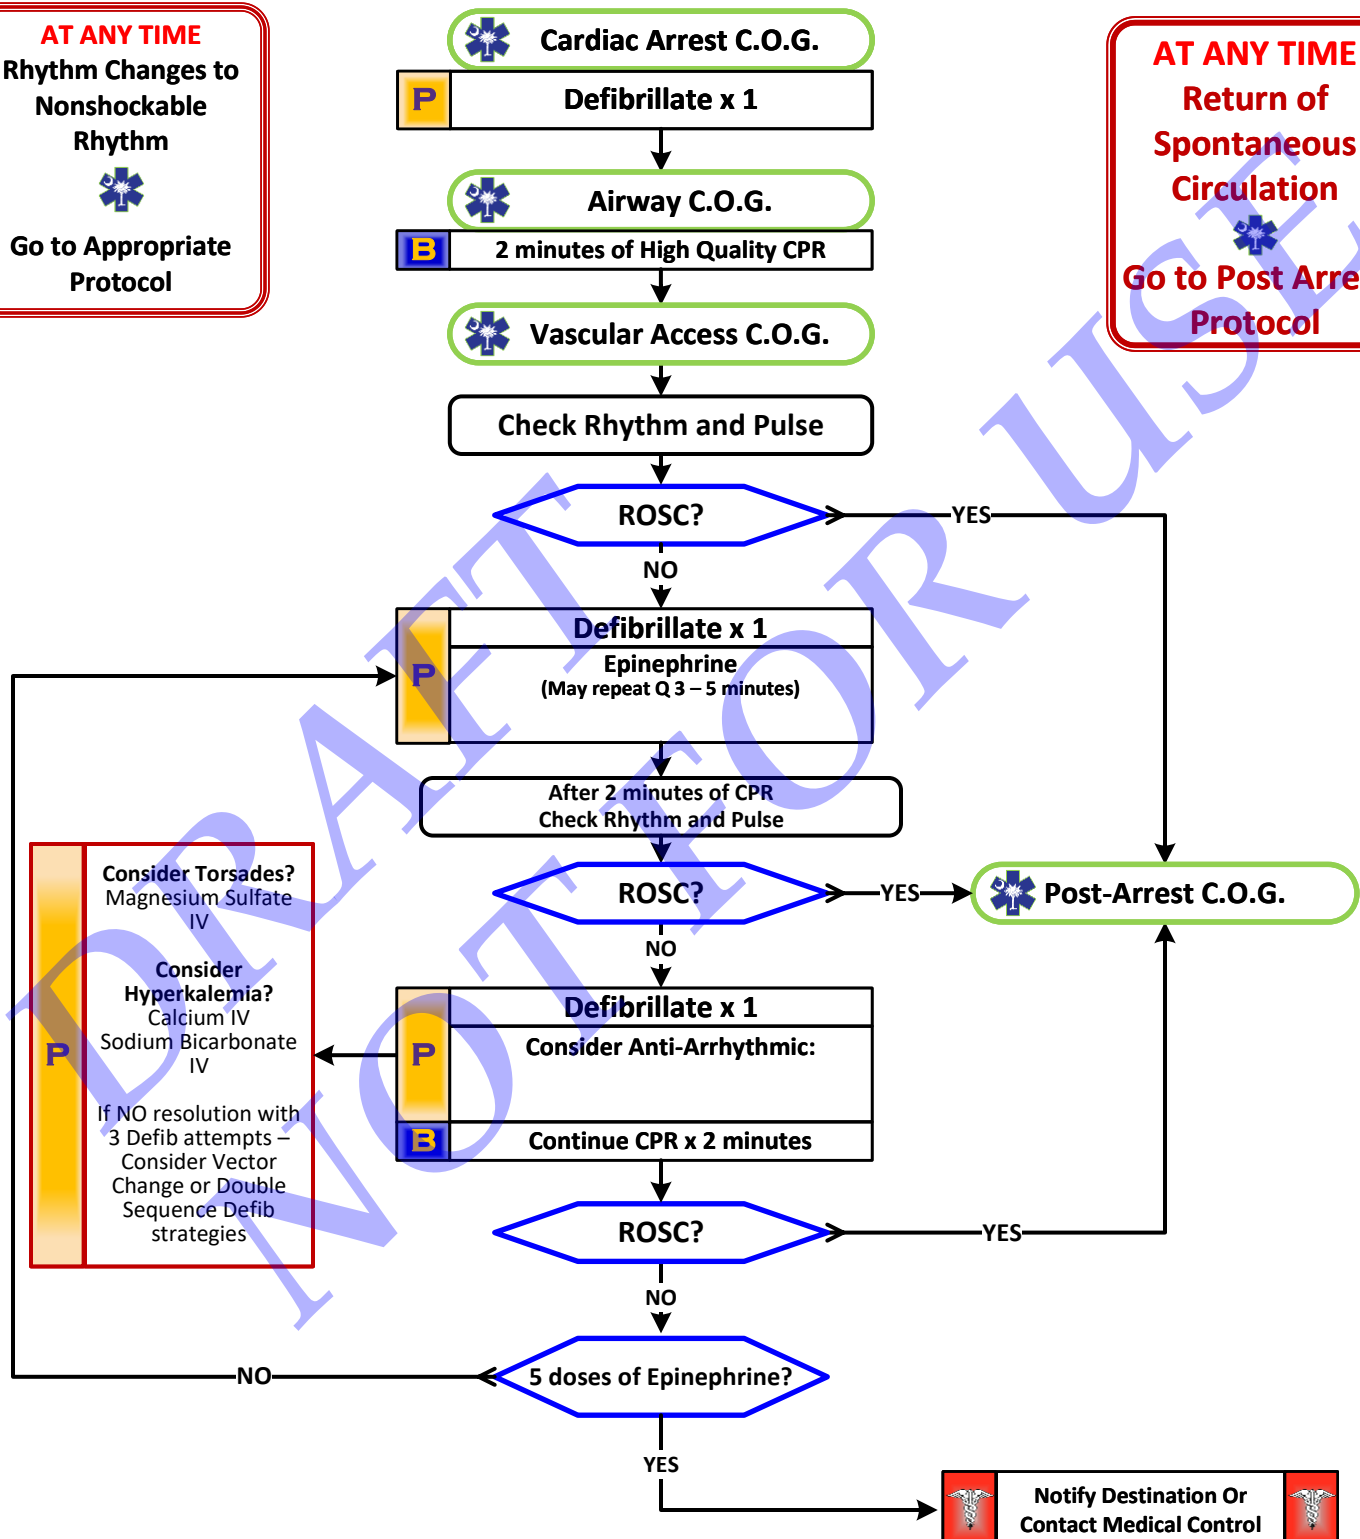 AT ANY TIME
Rhythm Changes to
Nonshockable
Rhythm
Go to Appropriate
Protocol
Cardiac Arrest C.O.G.
P
Defibrillate x 1
Airway C.O.G.
B
2 minutes of High Quality CPR
Vascular Access C.O.G.
Check Rhythm and Pulse
AT ANY TIME
Return of
Spontaneous
Circulation
Go to Post Arre
Protocol
ROSC?
YES
NO
P
Defibrillate x 1
Epinephrine
(May repeat Q 3 – 5 minutes)
After 2 minutes of CPR
Check Rhythm and Pulse
ROSC?
YES
Post-Arrest C.O.G.
NO
P
Defibrillate x 1
Consider Anti-Arrhythmic:
B
Continue CPR x 2 minutes
P
Consider Torsades?
Magnesium Sulfate
IV
Consider
Hyperkalemia?
Calcium IV
Sodium Bicarbonate
IV
If NO resolution with
3 Defib attempts –
Consider Vector
Change or Double
Sequence Defib
strategies
ROSC?
YES
NO
5 doses of Epinephrine?
NO
YES
Notify Destination Or
Contact Medical Control
DRAFT
NOT FOR USE